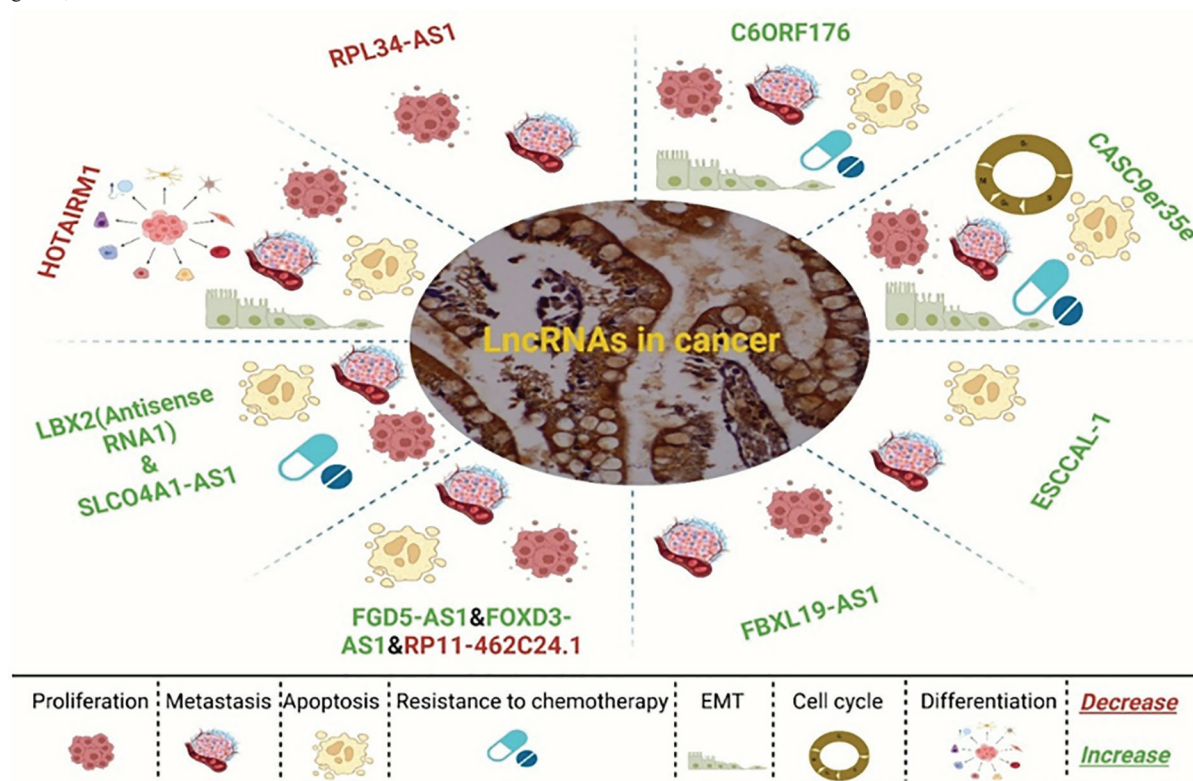 RPL34-AS1
C6ORF176
CASC9er35e
HOTAIRM1
LncRNAs in cancer
LBX2(Antisense
RNA1)
&
SLCO4A1-AS1
ESCCAL-1
FGD5-AS1&FOXD3-
AS1&RP11-462C24.1
FBXL19-AS1
Proliferation Metastasis Apoptosis Resistance to chemotherapy EMT Cell cycle Differentiation Decrease
Increase